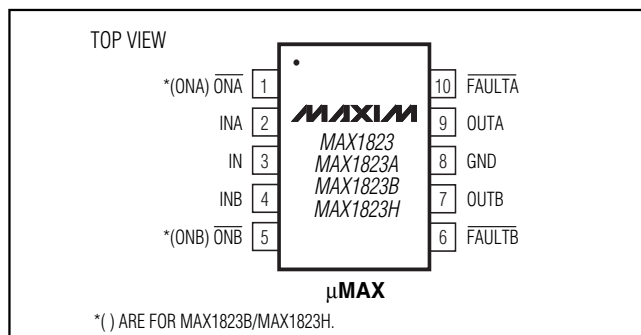 TOP VIEW
*(ONA) ONA 1
INA 2
IN 3
INB 4
*(ONB) ONB 5
MAXIM
MAX1823
MAX1823A
MAX1823B
MAX1823H
10 FAULTA
9 OUTA
8 GND
7 OUTB
6 FAULTB
μMAX
*( ) ARE FOR MAX1823B/MAX1823H.